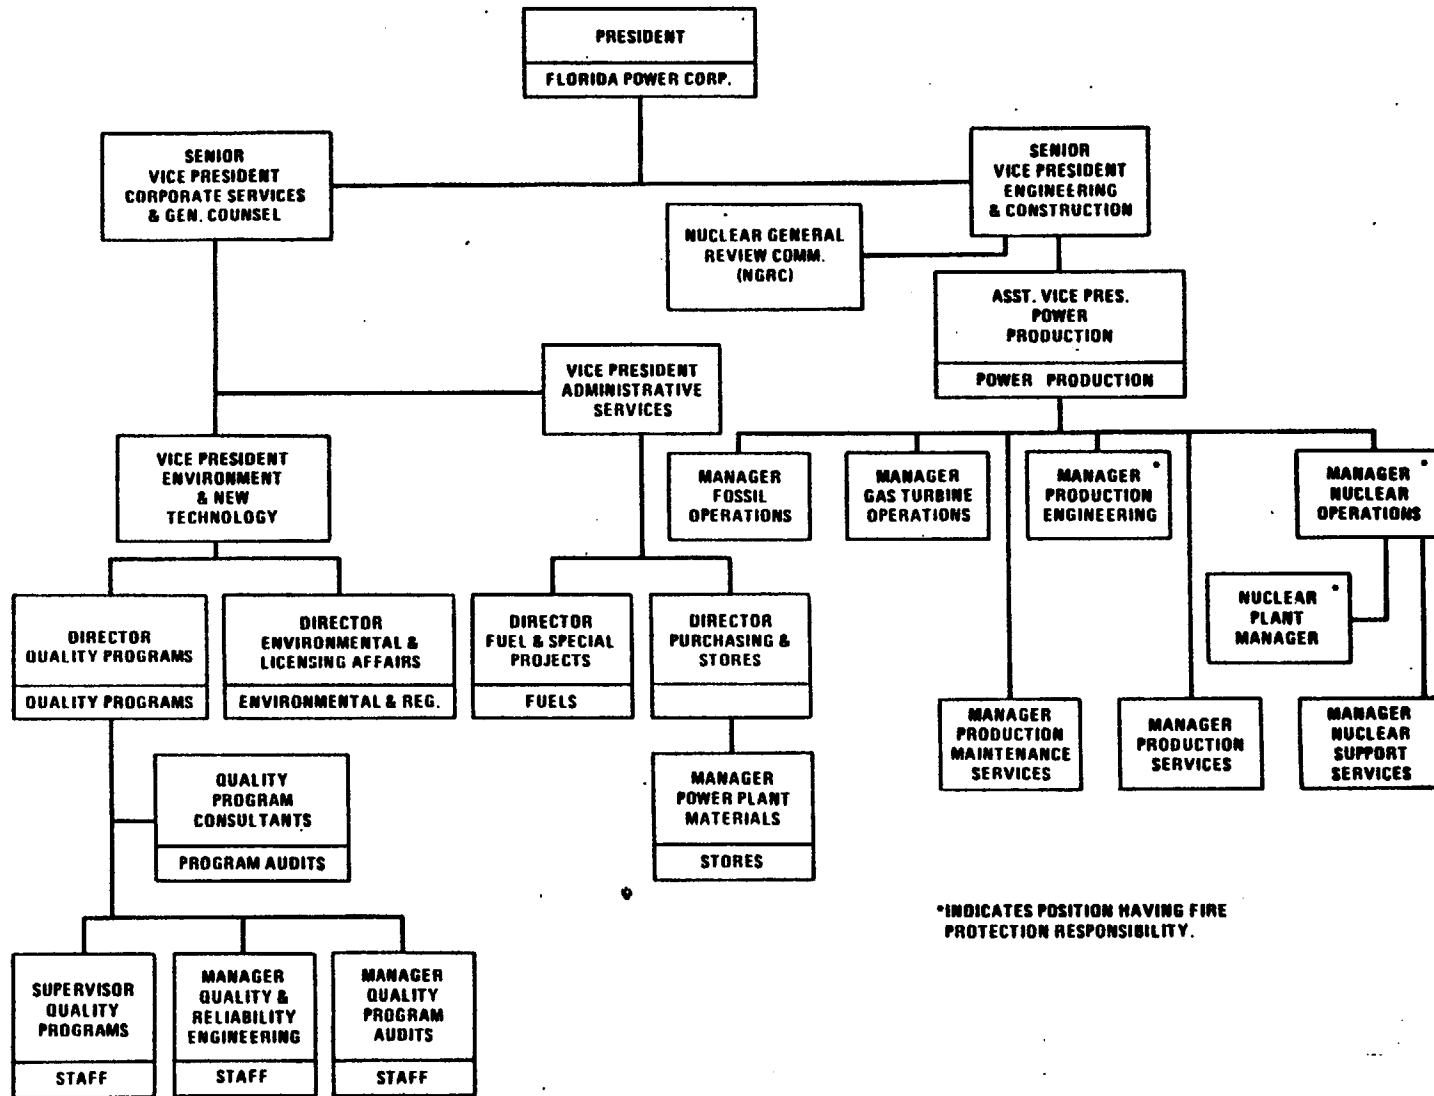 PRESIDENT
FLORIDA POWER CORP.
SENIOR
VICE PRESIDENT
CORPORATE SERVICES
& GEN. COUNSEL
SENIOR
VICE PRESIDENT
ENGINEERING
& CONSTRUCTION
NUCLEAR GENERAL
REVIEW COMM.
(NGRC)
ASST. VICE PRES.
POWER
PRODUCTION
POWER PRODUCTION
VICE PRESIDENT
ADMINISTRATIVE
SERVICES
VICE PRESIDENT
ENVIRONMENT
& NEW
TECHNOLOGY
MANAGER
FOSSIL
OPERATIONS
MANAGER
GAS TURBINE
OPERATIONS
MANAGER *
PRODUCTION
ENGINEERING
MANAGER *
NUCLEAR
OPERATIONS
NUCLEAR *
PLANT
MANAGER
DIRECTOR
QUALITY PROGRAMS
QUALITY PROGRAMS
DIRECTOR
ENVIRONMENTAL &
LICENSING AFFAIRS
ENVIRONMENTAL & REG.
DIRECTOR
FUEL & SPECIAL
PROJECTS
FUELS
DIRECTOR
PURCHASING &
STORES
MANAGER
PRODUCTION
MAINTENANCE
SERVICES
MANAGER
PRODUCTION
SERVICES
MANAGER
NUCLEAR
SUPPORT
SERVICES
QUALITY
PROGRAM
CONSULTANTS
PROGRAM AUDITS
MANAGER
POWER PLANT
MATERIALS
STORES
*INDICATES POSITION HAVING FIRE
PROTECTION RESPONSIBILITY.
SUPERVISOR
QUALITY
PROGRAMS
STAFF
MANAGER
QUALITY &
RELIABILITY
ENGINEERING
STAFF
MANAGER
QUALITY
PROGRAM
AUDITS
STAFF